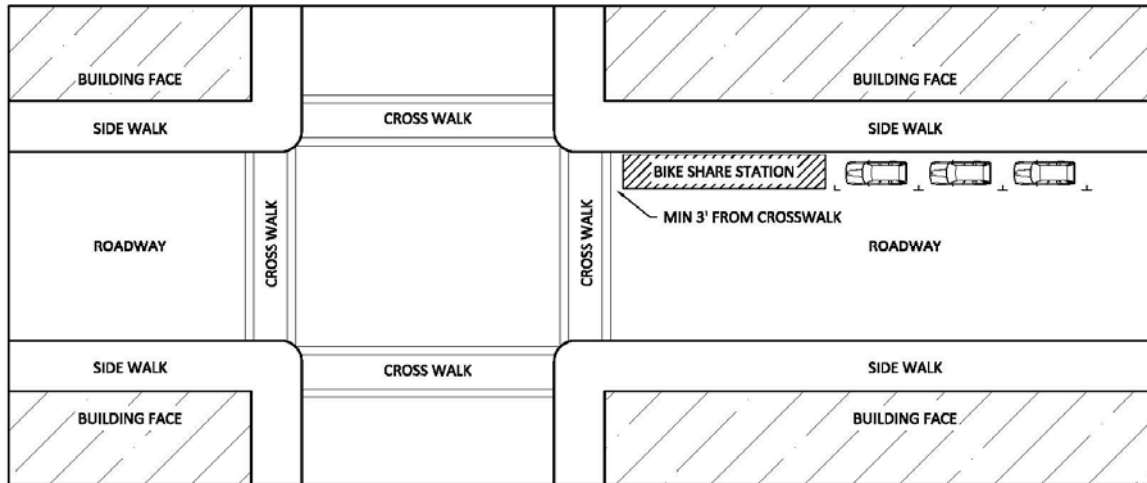 BUILDING FACE
BUILDING FACE
CROSS WALK
SIDE WALK
SIDE WALK
BIKE SHARE STATION
MIN 3' FROM CROSSWALK
ROADWAY
CROSS WALK
CROSS WALK
ROADWAY
SIDE WALK
CROSS WALK
SIDE WALK
BUILDING FACE
BUILDING FACE